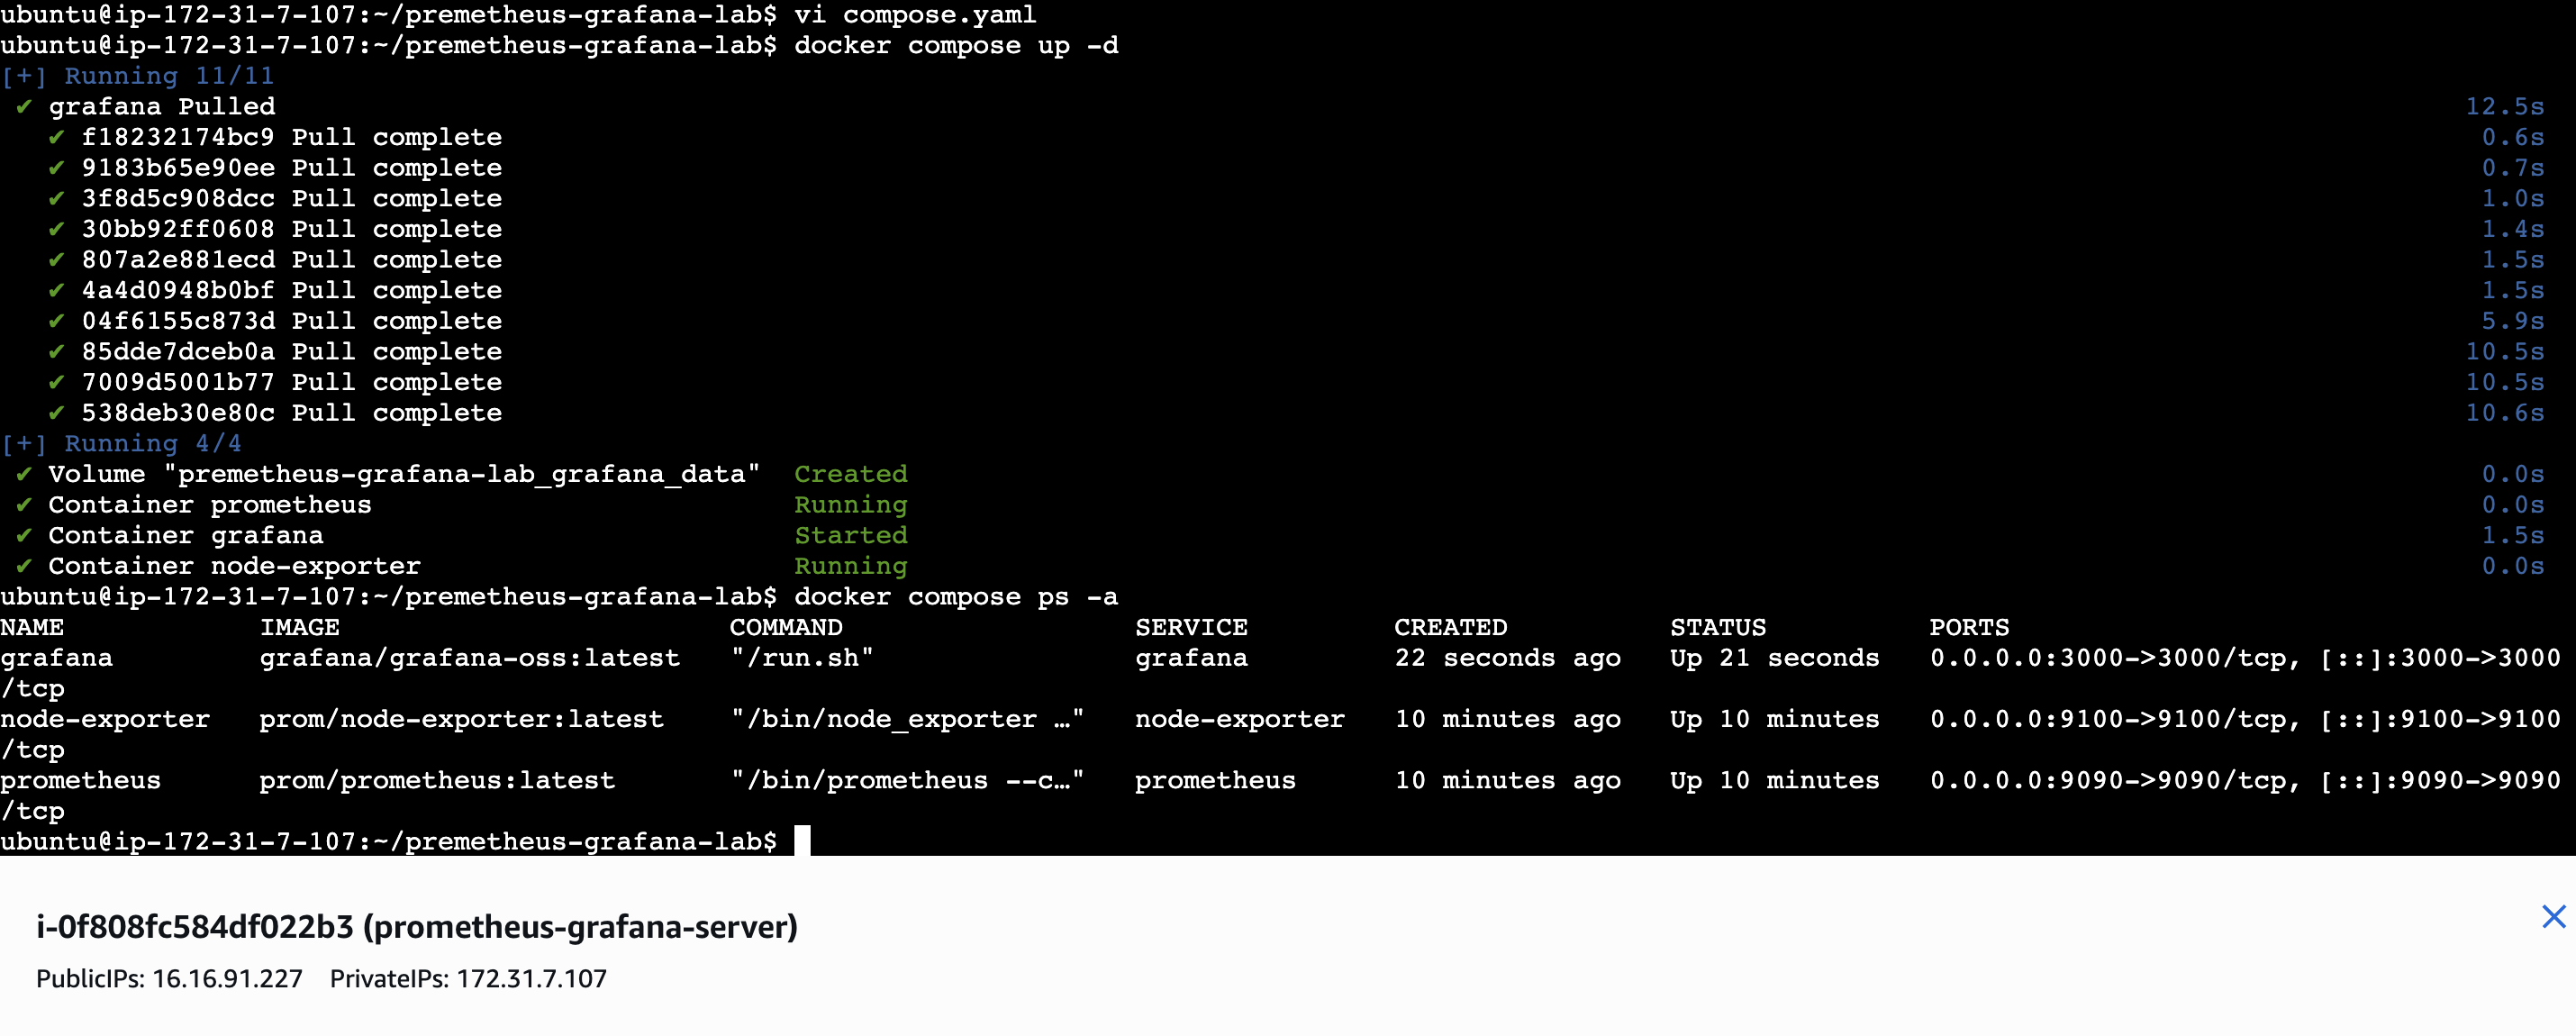 ubuntu@ip-172-31-7-107:~/premetheus-grafana-lab$ vi compose.yaml
ubuntu@ip-172-31-7-107:~/premetheus-grafana-lab$ docker compose up -d
[+] Running 11/11
✔ grafana Pulled 12.5s
✔ f18232174bc9 Pull complete 0.6s
✔ 9183b65e90ee Pull complete 0.7s
✔ 3f8d5c908dcc Pull complete 1.0s
✔ 30bb92ff0608 Pull complete 1.4s
✔ 807a2e881ecd Pull complete 1.5s
✔ 4a4d0948b0bf Pull complete 1.5s
✔ 04f6155c873d Pull complete 5.9s
✔ 85dde7dceb0a Pull complete 10.5s
✔ 7009d5001b77 Pull complete 10.5s
✔ 538deb30e80c Pull complete 10.6s
[+] Running 4/4
✔ Volume "premetheus-grafana-lab_grafana_data" Created 0.0s
✔ Container prometheus Running 0.0s
✔ Container grafana Started 1.5s
✔ Container node-exporter Running 0.0s
ubuntu@ip-172-31-7-107:~/premetheus-grafana-lab$ docker compose ps -a
NAME IMAGE COMMAND SERVICE CREATED STATUS PORTS
grafana grafana/grafana-oss:latest "/run.sh" grafana 22 seconds ago Up 21 seconds 0.0.0.0:3000->3000/tcp, [::]:3000->3000
/tcp
node-exporter prom/node-exporter:latest "/bin/node_exporter …" node-exporter 10 minutes ago Up 10 minutes 0.0.0.0:9100->9100/tcp, [::]:9100->9100
/tcp
prometheus prom/prometheus:latest "/bin/prometheus --c…" prometheus 10 minutes ago Up 10 minutes 0.0.0.0:9090->9090/tcp, [::]:9090->9090
/tcp
ubuntu@ip-172-31-7-107:~/premetheus-grafana-lab$
i-0f808fc584df022b3 (prometheus-grafana-server)
PublicIPs: 16.16.91.227 PrivateIPs: 172.31.7.107